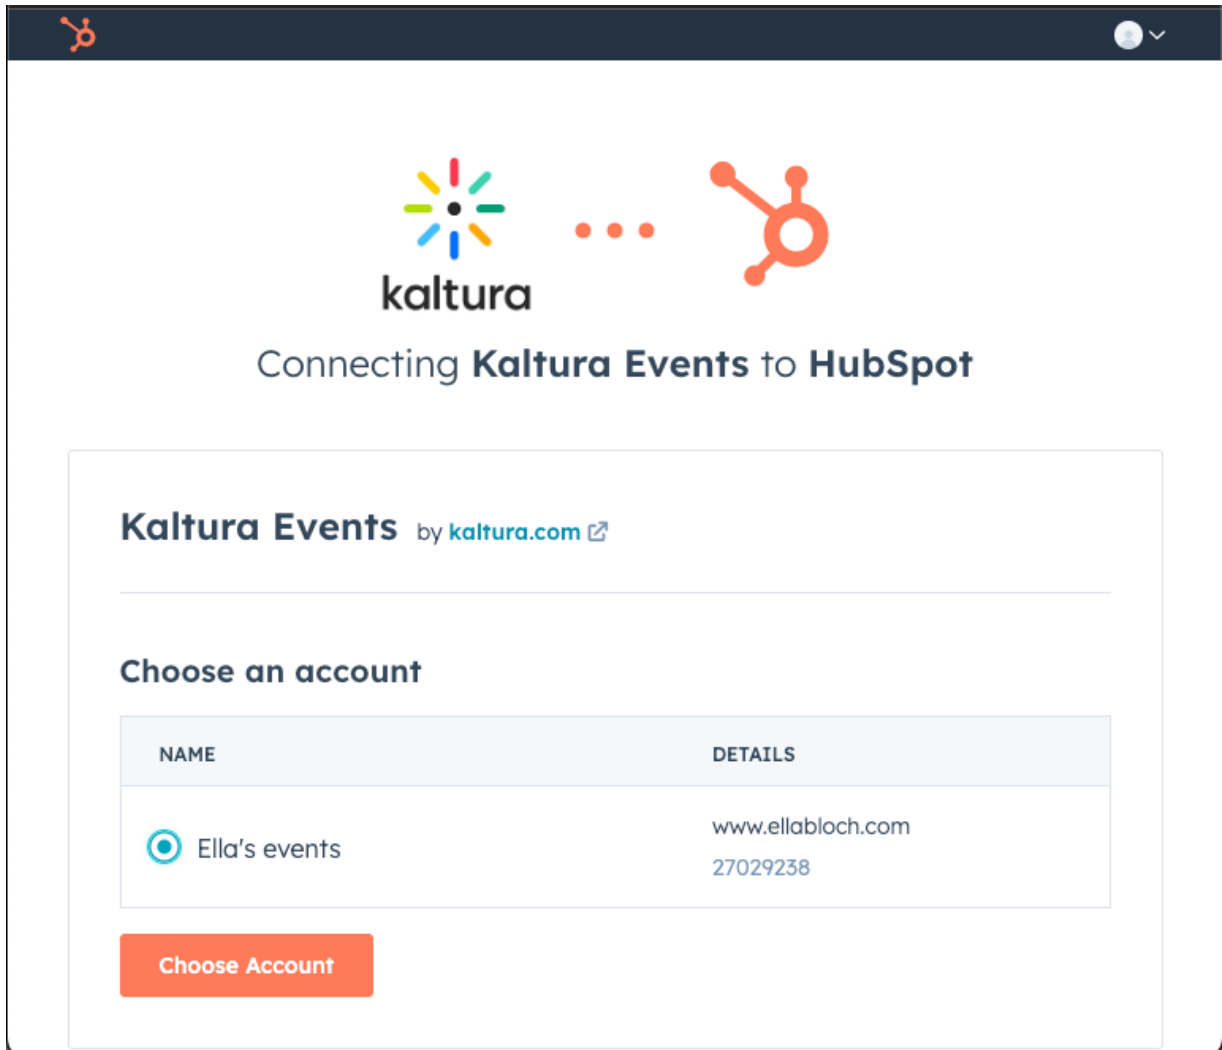 kaltura
Connecting Kaltura Events to HubSpot
Kaltura Events by kaltura.com
Choose an account
NAME DETAILS
www.ellabloch.com
Ella's events
27029238
Choose Account